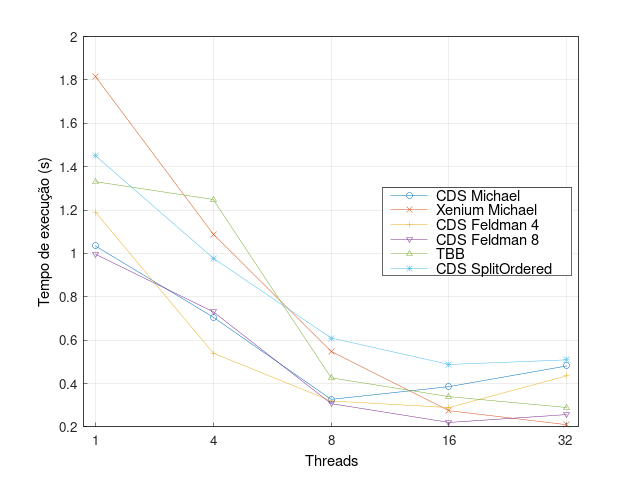 2
1.8
1.6
1.4
1.2
1
0.8
0.6
0.4
0.2
Tempo de execução (s)
CDS Michael
Xenium Michael
CDS Feldman 4
CDS Feldman 8
TBB
CDS SplitOrdered
1 4 8 16 32
Threads